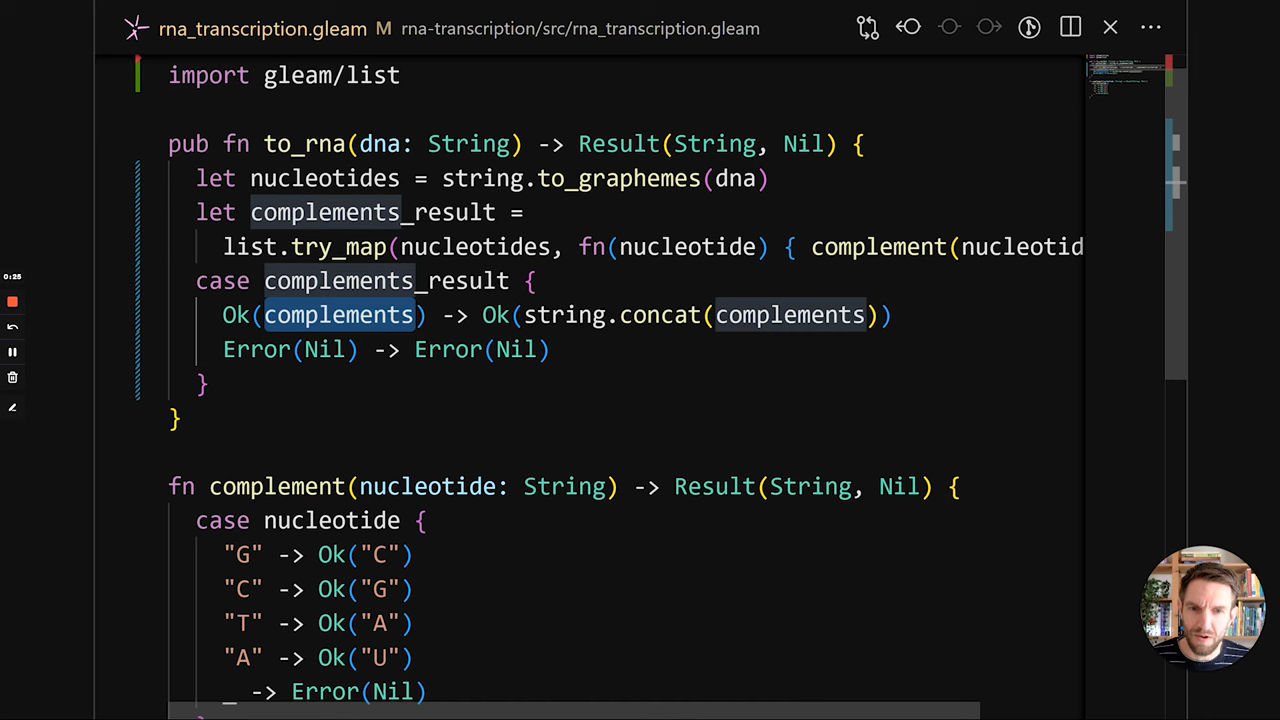 rna_transcription.gleam M rna-transcription/src/rna_transcription.gleam
import gleam/list
pub fn to_rna(dna: String) -> Result(String, Nil) {
let nucleotides = string.to_graphemes(dna)
let complements_result =
list.try_map(nucleotides, fn(nucleotide) { complement(nucleotid
case complements_result {
Ok(complements) -> Ok(string.concat(complements))
Error(Nil) -> Error(Nil)
}
}
fn complement(nucleotide: String) -> Result(String, Nil) {
case nucleotide {
"G" -> Ok("C")
"C" -> Ok("G")
"T" -> Ok("A")
"A" -> Ok("U")
_ -> Error(Nil)
0:25